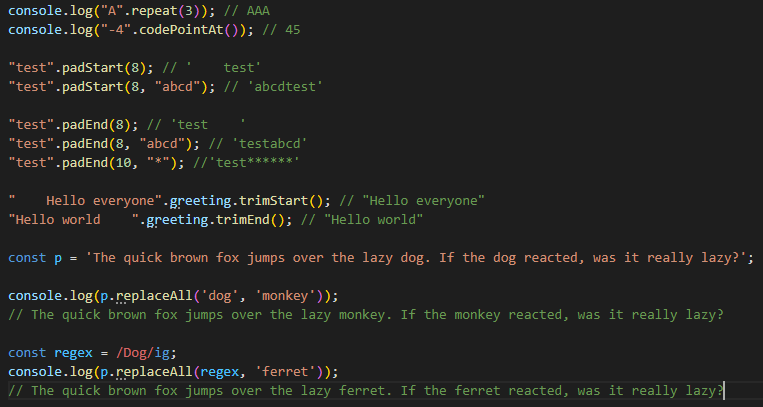 console.log("A".repeat(3)); // AAA
console.log("-4".codePointAt()); // 45
"test".padStart(8); // '    test'
"test".padStart(8, "abcd"); // 'abcdtest'
"test".padEnd(8); // 'test    '
"test".padEnd(8, "abcd"); // 'testabcd'
"test".padEnd(10, "*"); //'test******'
"    Hello everyone".greeting.trimStart(); // "Hello everyone"
"Hello world    ".greeting.trimEnd(); // "Hello world"
const p = 'The quick brown fox jumps over the lazy dog. If the dog reacted, was it really lazy?';
console.log(p.replaceAll('dog', 'monkey'));
// The quick brown fox jumps over the lazy monkey. If the monkey reacted, was it really lazy?
const regex = /Dog/ig;
console.log(p.replaceAll(regex, 'ferret'));
// The quick brown fox jumps over the lazy ferret. If the ferret reacted, was it really lazy?